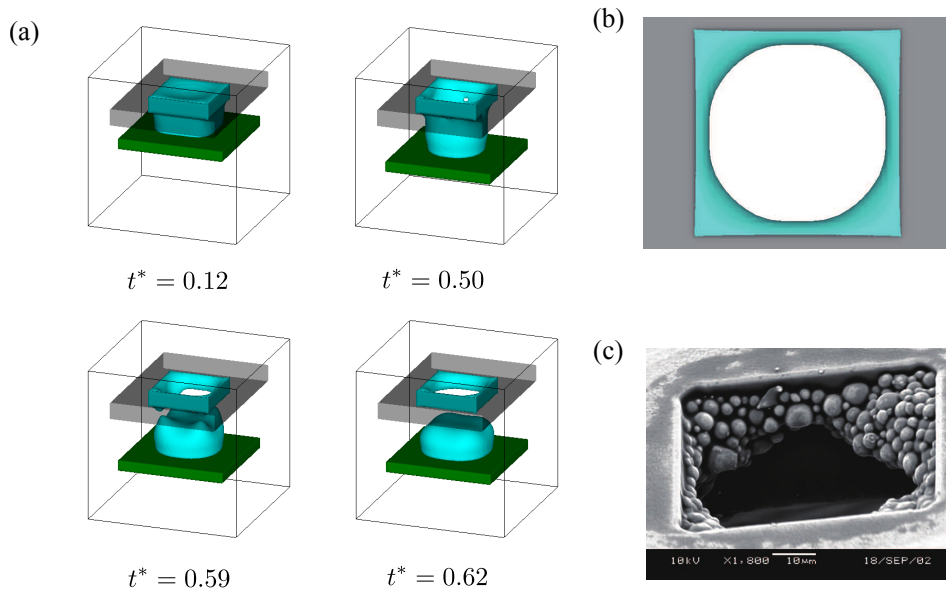 (a)
t* = 0.12
t* = 0.50
t* = 0.59
t* = 0.62
(b)
(c)
10kV X1,800 10µm 18/SEP/02